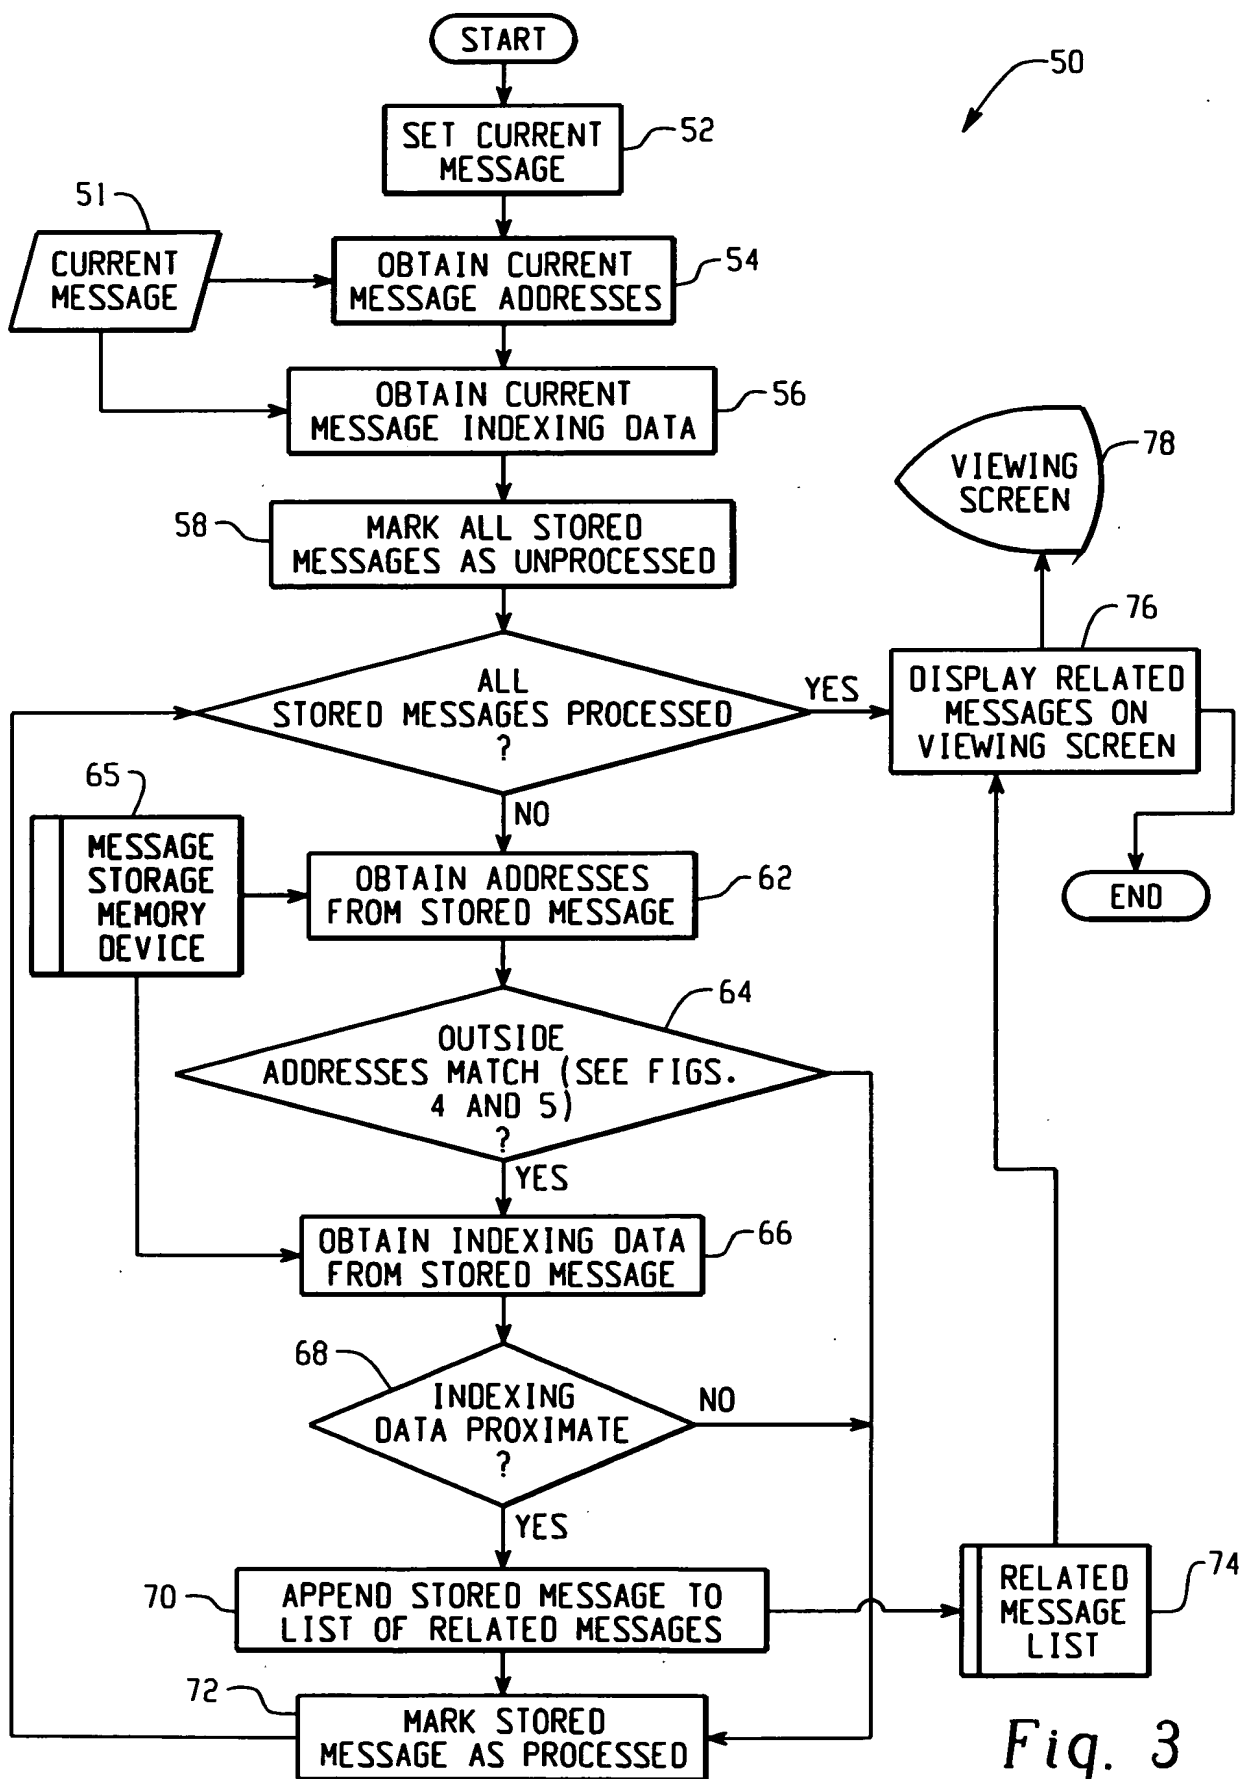 START
50
SET CURRENT
MESSAGE
52
51
CURRENT
MESSAGE
OBTAIN CURRENT
MESSAGE ADDRESSES
54
OBTAIN CURRENT
MESSAGE INDEXING DATA
56
58
MARK ALL STORED
MESSAGES AS UNPROCESSED
VIEWING
SCREEN
78
ALL
STORED MESSAGES PROCESSED
?
YES
NO
76
DISPLAY RELATED
MESSAGES ON
VIEWING SCREEN
END
65
MESSAGE
STORAGE
MEMORY
DEVICE
OBTAIN ADDRESSES
FROM STORED MESSAGE
62
64
OUTSIDE
ADDRESSES MATCH (SEE FIGS.
4 AND 5)
?
YES
OBTAIN INDEXING DATA
FROM STORED MESSAGE
66
68
INDEXING
DATA PROXIMATE
?
NO
YES
70
APPEND STORED MESSAGE TO
LIST OF RELATED MESSAGES
RELATED
MESSAGE
LIST
74
72
MARK STORED
MESSAGE AS PROCESSED
Fig. 3